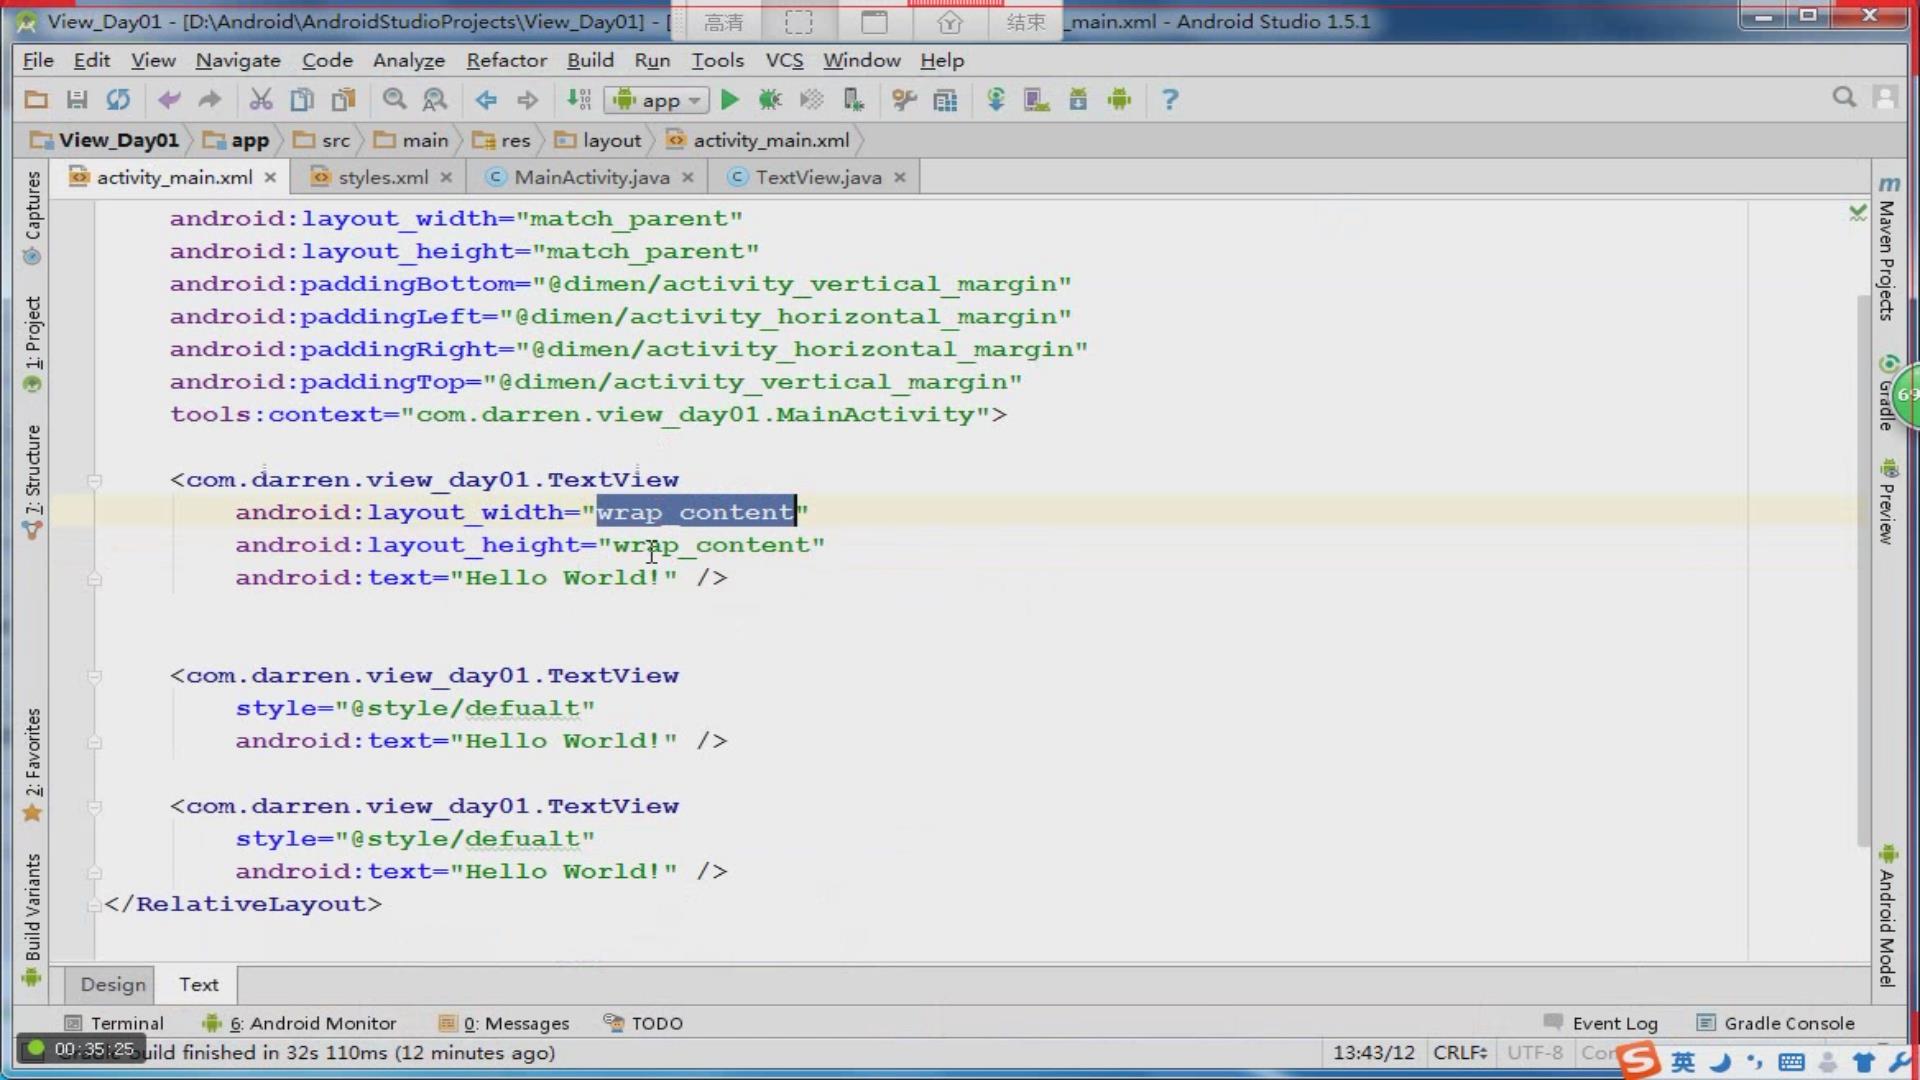 View_Day01 - [D:\Android\AndroidStudioProjects\View_Day01] - [
高清
结束
_main.xml - Android Studio 1.5.1
File Edit View Navigate Code Analyze Refactor Build Run Tools VCS Window Help
app
View_Day01 app src main res layout activity_main.xml
activity_main.xml styles.xml MainActivity.java TextView.java
Captures
1: Project
7: Structure
2: Favorites
Build Variants
android:layout_width="match_parent"
android:layout_height="match_parent"
android:paddingBottom="@dimen/activity_vertical_margin"
android:paddingLeft="@dimen/activity_horizontal_margin"
android:paddingRight="@dimen/activity_horizontal_margin"
android:paddingTop="@dimen/activity_vertical_margin"
tools:context="com.darren.view_day01.MainActivity">
<com.darren.view_day01.TextView
android:layout_width="wrap_content"
android:layout_height="wrap_content"
android:text="Hello World!" />
<com.darren.view_day01.TextView
style="@style/defualt"
android:text="Hello World!" />
<com.darren.view_day01.TextView
style="@style/defualt"
android:text="Hello World!" />
</RelativeLayout>
Maven Projects
Gradle
69
Preview
Android Model
Design Text
Terminal 6: Android Monitor 0: Messages TODO Event Log Gradle Console
00:35:25
build finished in 32s 110ms (12 minutes ago)
13:43/12 CRLF UTF-8
英